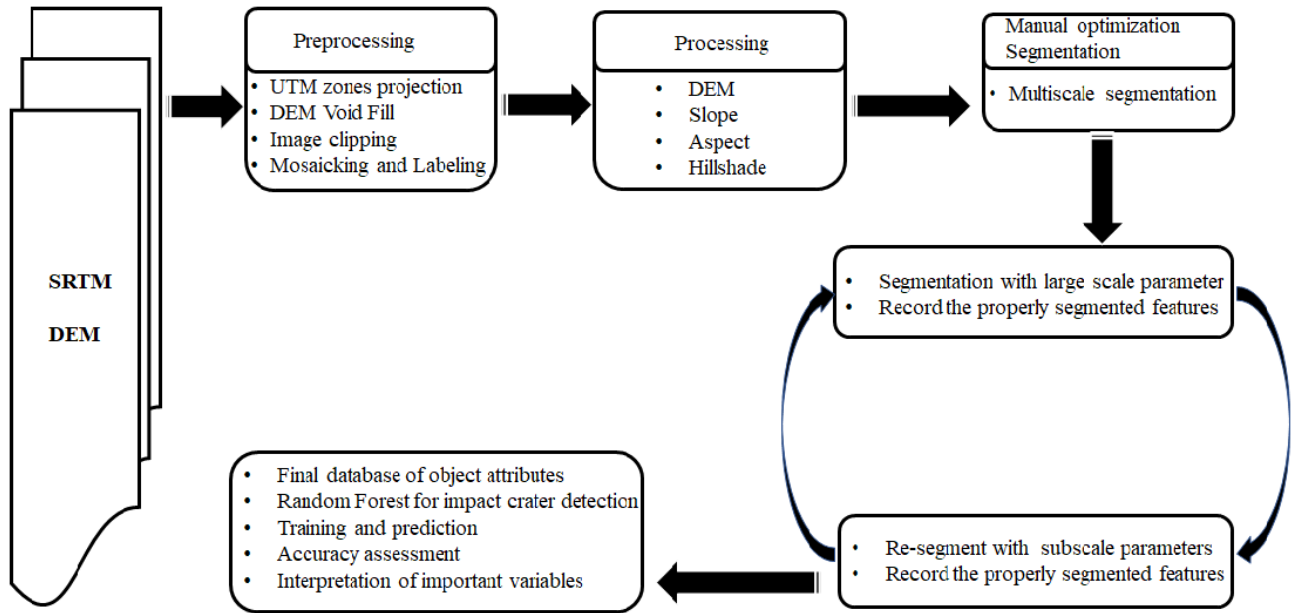 SRTM
DEM
Preprocessing
• UTM zones projection
• DEM Void Fill
• Image clipping
• Mosaicking and Labeling
Processing
• DEM
• Slope
• Aspect
• Hillshade
Manual optimization
Segmentation
• Multiscale segmentation
• Segmentation with large scale parameter
• Record the properly segmented features
• Re-segment with subscale parameters
• Record the properly segmented features
• Final database of object attributes
• Random Forest for impact crater detection
• Training and prediction
• Accuracy assessment
• Interpretation of important variables